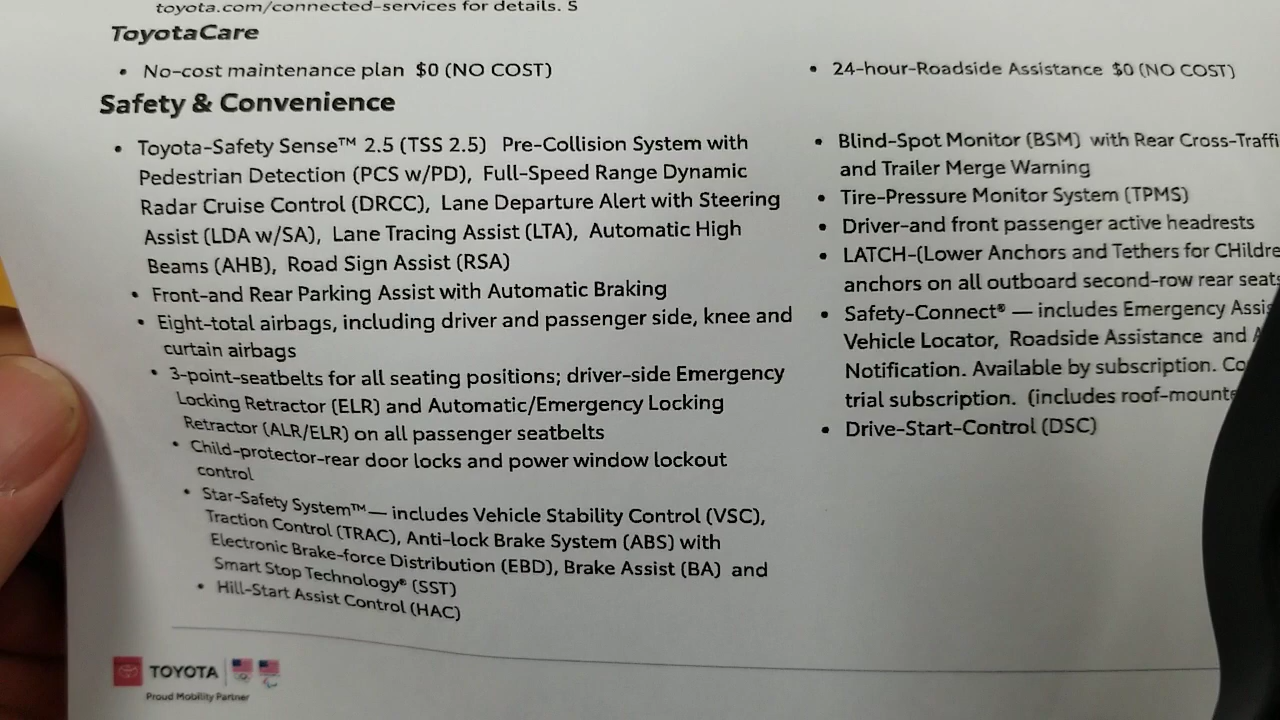 toyota.com/connected-services for details. S
ToyotaCare
• No-cost maintenance plan $0 (NO COST)
• 24-hour-Roadside Assistance $0 (NO COST)
Safety & Convenience
• Toyota-Safety Sense™ 2.5 (TSS 2.5) Pre-Collision System with
Pedestrian Detection (PCS w/PD), Full-Speed Range Dynamic
Radar Cruise Control (DRCC), Lane Departure Alert with Steering
Assist (LDA w/SA), Lane Tracing Assist (LTA), Automatic High
Beams (AHB), Road Sign Assist (RSA)
• Front-and Rear Parking Assist with Automatic Braking
• Eight-total airbags, including driver and passenger side, knee and
curtain airbags
• 3-point-seatbelts for all seating positions; driver-side Emergency
Locking Retractor (ELR) and Automatic/Emergency Locking
Retractor (ALR/ELR) on all passenger seatbelts
• Child-protector-rear door locks and power window lockout
control
• Star-Safety System™— includes Vehicle Stability Control (VSC),
Traction Control (TRAC), Anti-lock Brake System (ABS) with
Electronic Brake-force Distribution (EBD), Brake Assist (BA) and
Smart Stop Technology® (SST)
• Hill-Start Assist Control (HAC)
• Blind-Spot Monitor (BSM) with Rear Cross-Traffi
and Trailer Merge Warning
• Tire-Pressure Monitor System (TPMS)
• Driver-and front passenger active headrests
• LATCH-(Lower Anchors and Tethers for CHildre
anchors on all outboard second-row rear seats
• Safety-Connect® — includes Emergency Assis
Vehicle Locator, Roadside Assistance and
Notification. Available by subscription. Co
trial subscription. (includes roof-mounte
• Drive-Start-Control (DSC)
TOYOTA
Proud Mobility Partner